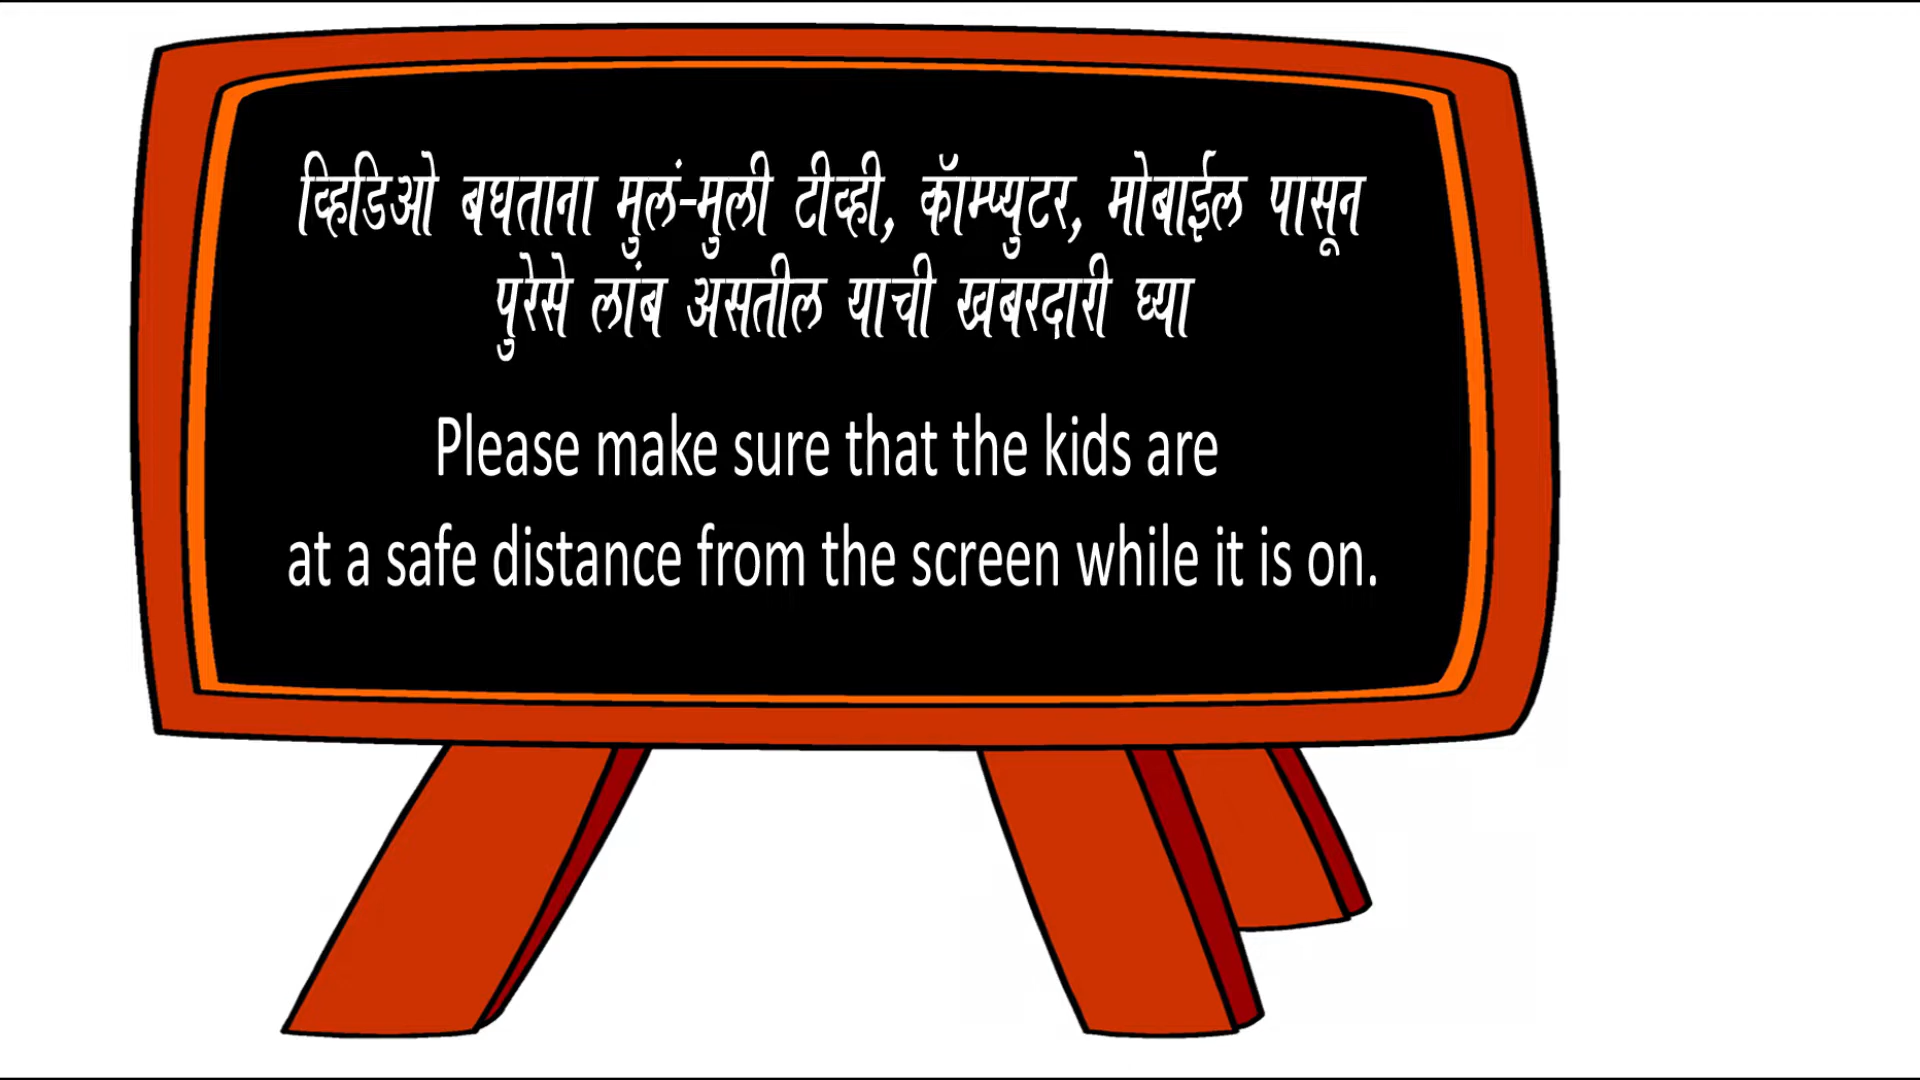 व्हिडिओ बघताना मुलं-मुली टीव्ही, कॉम्प्युटर, मोबाईल पासून
पुरेसे लांब असतील याची खबरदारी घ्या
Please make sure that the kids are
at a safe distance from the screen while it is on.